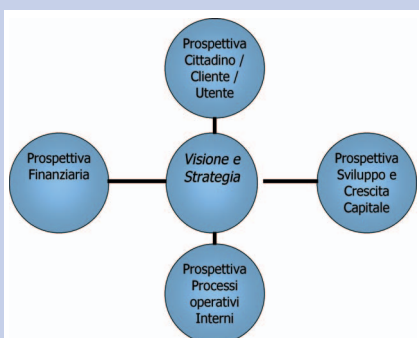 Prospettiva
Cittadino /
Cliente /
Utente
Prospettiva
Finanziaria
Visione e
Strategia
Prospettiva
Sviluppo e
Crescita
Capitale
Prospettiva
Processi
operativi
Interni